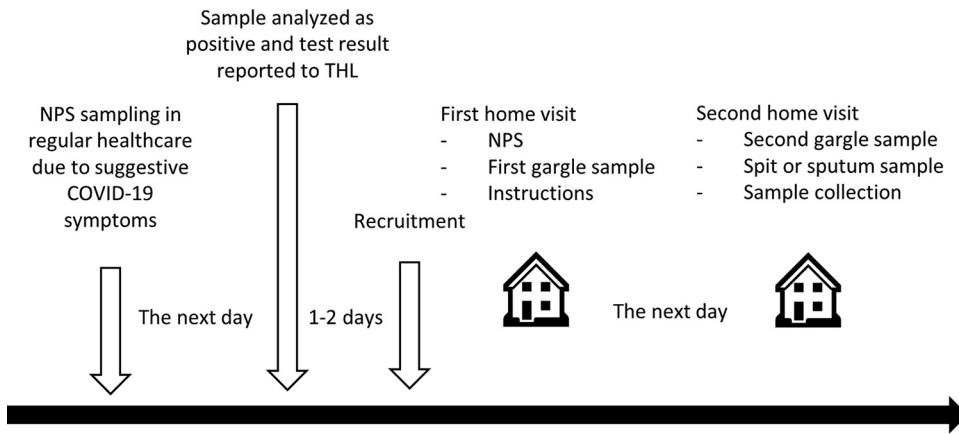 Sample analyzed as
positive and test result
reported to THL
NPS sampling in
regular healthcare
due to suggestive
COVID-19
symptoms
First home visit
- NPS
- First gargle sample
- Instructions
Second home visit
- Second gargle sample
- Spit or sputum sample
- Sample collection
Recruitment
The next day
1-2 days
The next day